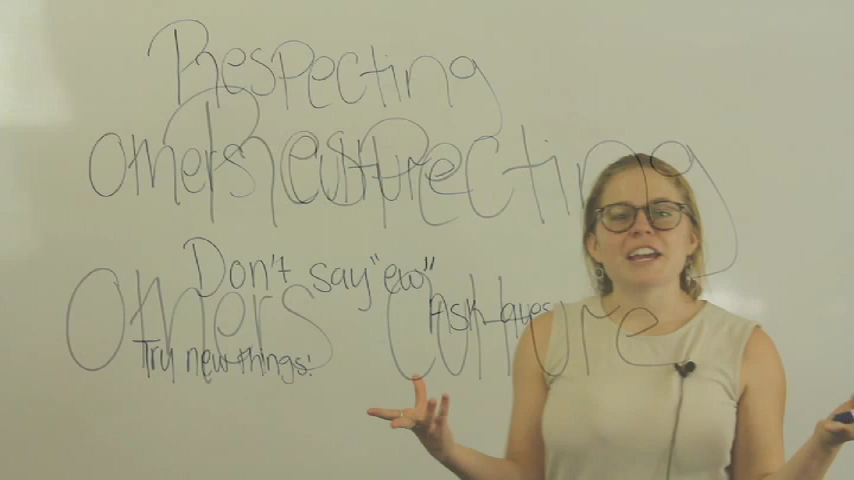 Respecting
others Culture
Respecting
Others Culture
Don't say "ew"
Ask
Try new things!